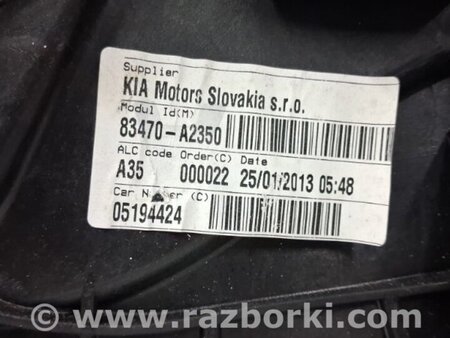 Supplier
KIA Motors Slovakia s.r.o.
Modul Id(M)
83470-A2350
ALC code Order(C) Date
A35 000022 25/01/2013 05:48
Car (C)
05194424
© www.razborki.com